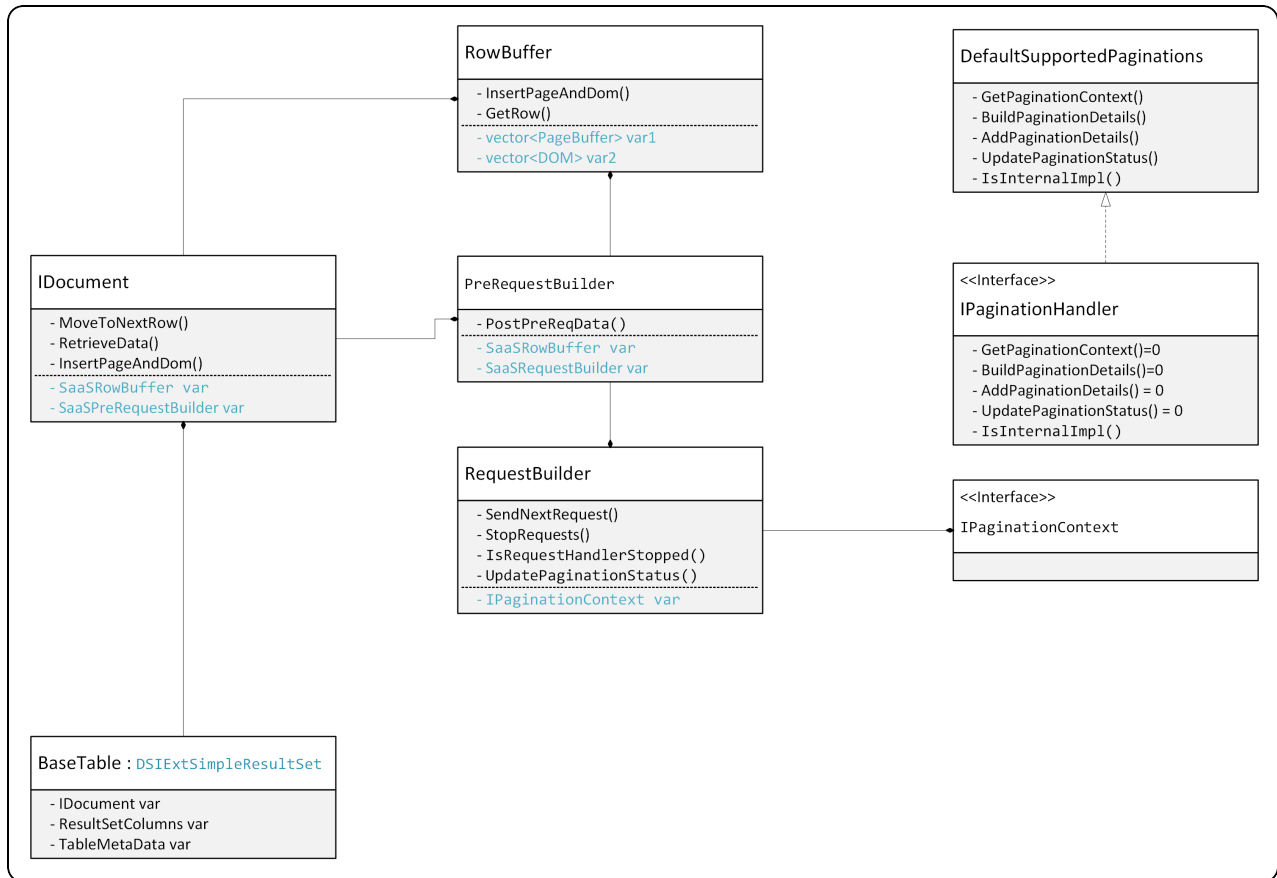 RowBuffer
- InsertPageAndDom()
- GetRow()
- vector<PageBuffer> var1
- vector<DOM> var2
DefaultSupportedPaginations
- GetPaginationContext()
- BuildPaginationDetails()
- AddPaginationDetails()
- UpdatePaginationStatus()
- IsInternalImpl()
IDocument
- MoveToNextRow()
- RetrieveData()
- InsertPageAndDom()
- SaaSRowBuffer var
- SaaSPreRequestBuilder var
PreRequestBuilder
- PostPreReqData()
- SaaSRowBuffer var
- SaaSRequestBuilder var
<<Interface>>
IPaginationHandler
- GetPaginationContext()=0
- BuildPaginationDetails()=0
- AddPaginationDetails() = 0
- UpdatePaginationStatus() = 0
- IsInternalImpl()
RequestBuilder
- SendNextRequest()
- StopRequests()
- IsRequestHandlerStopped()
- UpdatePaginationStatus()
- IPaginationContext var
<<Interface>>
IPaginationContext
BaseTable : DSIExtSimpleResultSet
- IDocument var
- ResultSetColumns var
- TableMetaData var